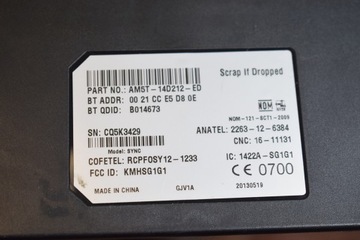 Scrap If Dropped
PART NO.: AM5T-14D212-ED
BT ADDR: 00 21 CC E5 D8 0E
BT QDID: B014673
NOM
NOM-121-SCT1-2009
SN: CQ5K3429
ANATEL: 2263-12-6384
CNC: 16-11131
Model: SYNC
COFETEL: RCPFOSY12-1233
IC: 1422A-SG1G1
FCC ID: KMHSG1G1
CE 0700
MADE IN CHINA
GJV1A
20130519